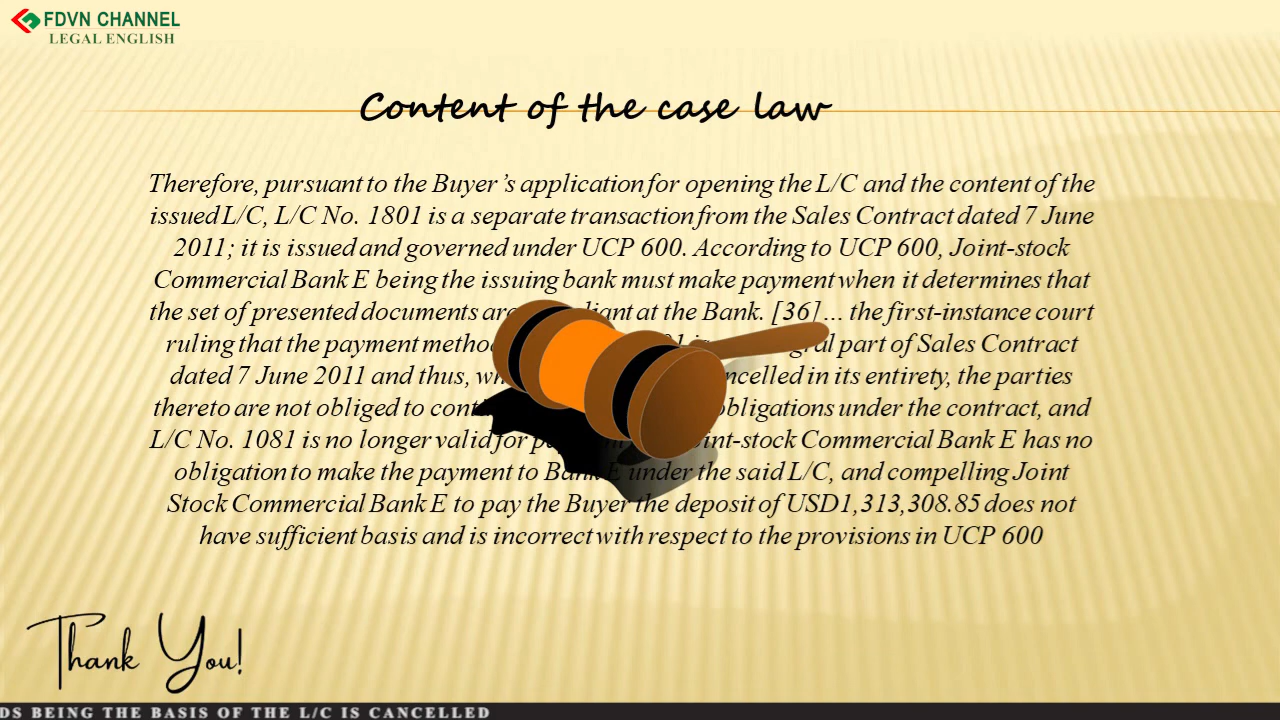 FDVN CHANNEL
LEGAL ENGLISH
Content of the case law
Therefore, pursuant to the Buyer's application for opening the L/C and the content of the
issued L/C, L/C No. 1801 is a separate transaction from the Sales Contract dated 7 June
2011; it is issued and governed under UCP 600. According to UCP 600, Joint-stock
Commercial Bank E being the issuing bank must make payment when it determines that
the set of presented documents are at the Bank. [36]... the first-instance court
ruling that the payment part of Sales Contract
dated 7 June 2011 and thus, in its entirety, the parties
thereto are not obliged to obligations under the contract, and
L/C No. 1081 is no longer valid for Commercial Bank E has no
obligation to make the payment to Bank E under the said L/C, and compelling Joint
Stock Commercial Bank E to pay the Buyer the deposit of USD1,313,308.85 does not
have sufficient basis and is incorrect with respect to the provisions in UCP 600
Thank You!
BEING THE BASIS OF THE L/C IS CANCELLED